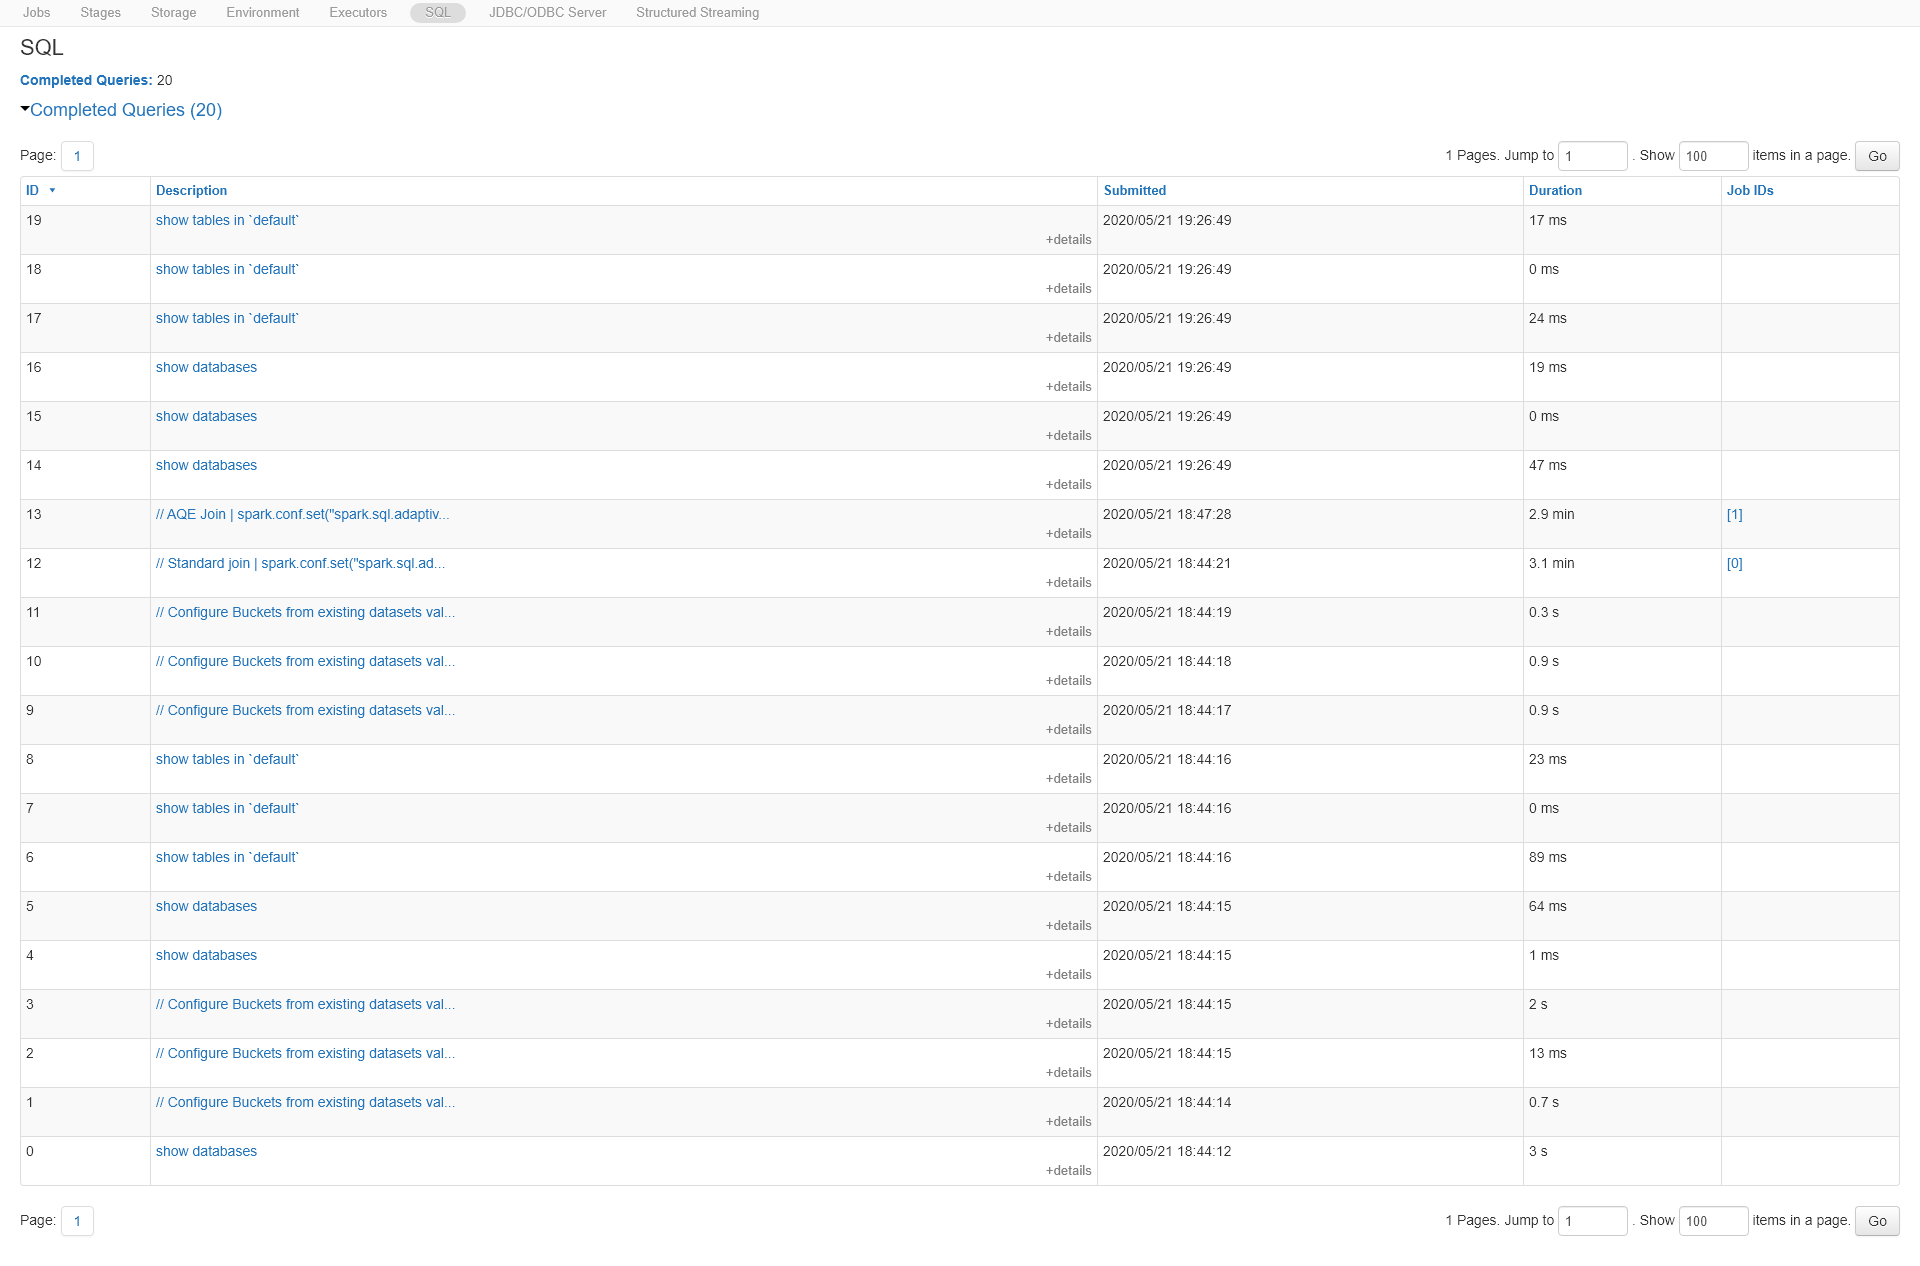 Jobs Stages Storage Environment Executors SQL JDBC/ODBC Server Structured Streaming
SQL
Completed Queries: 20
Completed Queries (20)
Page: 1 1 Pages. Jump to 1 . Show 100 items in a page. Go
ID Description Submitted Duration Job IDs
19 show tables in `default` 2020/05/21 19:26:49 17 ms
+details
18 show tables in `default` 2020/05/21 19:26:49 0 ms
+details
17 show tables in `default` 2020/05/21 19:26:49 24 ms
+details
16 show databases 2020/05/21 19:26:49 19 ms
+details
15 show databases 2020/05/21 19:26:49 0 ms
+details
14 show databases 2020/05/21 19:26:49 47 ms
+details
13 // AQE Join | spark.conf.set("spark.sql.adaptiv... 2020/05/21 18:47:28 2.9 min [1]
+details
12 // Standard join | spark.conf.set("spark.sql.ad... 2020/05/21 18:44:21 3.1 min [0]
+details
11 // Configure Buckets from existing datasets val... 2020/05/21 18:44:19 0.3 s
+details
10 // Configure Buckets from existing datasets val... 2020/05/21 18:44:18 0.9 s
+details
9 // Configure Buckets from existing datasets val... 2020/05/21 18:44:17 0.9 s
+details
8 show tables in `default` 2020/05/21 18:44:16 23 ms
+details
7 show tables in `default` 2020/05/21 18:44:16 0 ms
+details
6 show tables in `default` 2020/05/21 18:44:16 89 ms
+details
5 show databases 2020/05/21 18:44:15 64 ms
+details
4 show databases 2020/05/21 18:44:15 1 ms
+details
3 // Configure Buckets from existing datasets val... 2020/05/21 18:44:15 2 s
+details
2 // Configure Buckets from existing datasets val... 2020/05/21 18:44:15 13 ms
+details
1 // Configure Buckets from existing datasets val... 2020/05/21 18:44:14 0.7 s
+details
0 show databases 2020/05/21 18:44:12 3 s
+details
Page: 1 1 Pages. Jump to 1 . Show 100 items in a page. Go